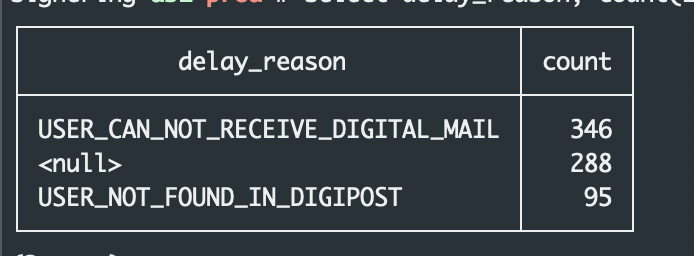 delay_reason count
USER_CAN_NOT_RECEIVE_DIGITAL_MAIL 346
<null> 288
USER_NOT_FOUND_IN_DIGIPOST 95